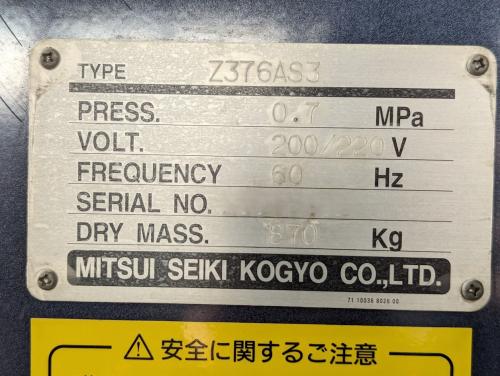 TYPE Z376AS3
PRESS. 0.7 MPa
VOLT. 200/220 V
FREQUENCY 60 Hz
SERIAL NO.
DRY MASS. 870 Kg
MITSUI SEIKI KOGYO CO.,LTD.
71 10038 8026 00
⚠ 安全に関するご注意